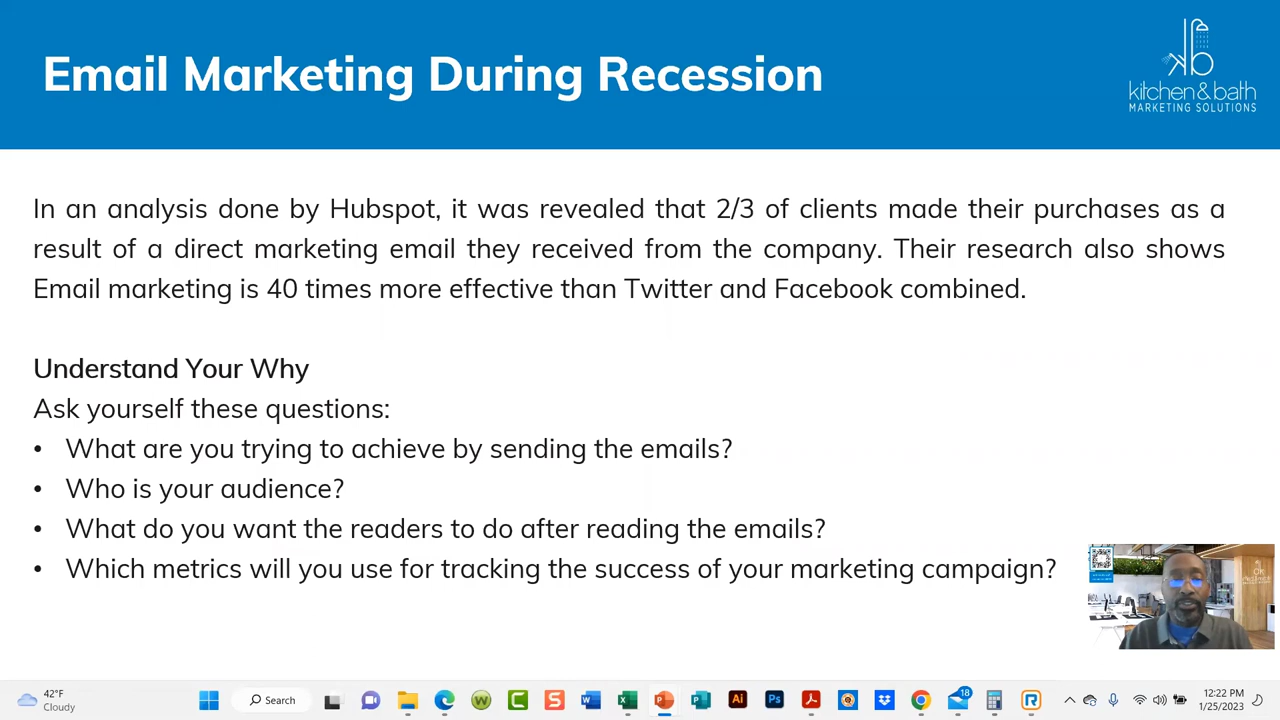 Email Marketing During Recession
kitchen&bath
MARKETING SOLUTIONS
In an analysis done by Hubspot, it was revealed that 2/3 of clients made their purchases as a
result of a direct marketing email they received from the company. Their research also shows
Email marketing is 40 times more effective than Twitter and Facebook combined.
Understand Your Why
Ask yourself these questions:
• What are you trying to achieve by sending the emails?
• Who is your audience?
• What do you want the readers to do after reading the emails?
• Which metrics will you use for tracking the success of your marketing campaign?
42°F
Cloudy
Search
18
12:22 PM
1/25/2023